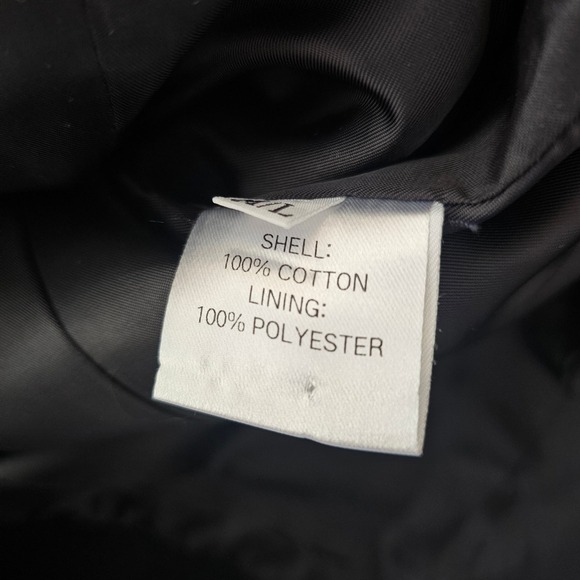 SHELL:
100% COTTON
LINING:
100% POLYESTER